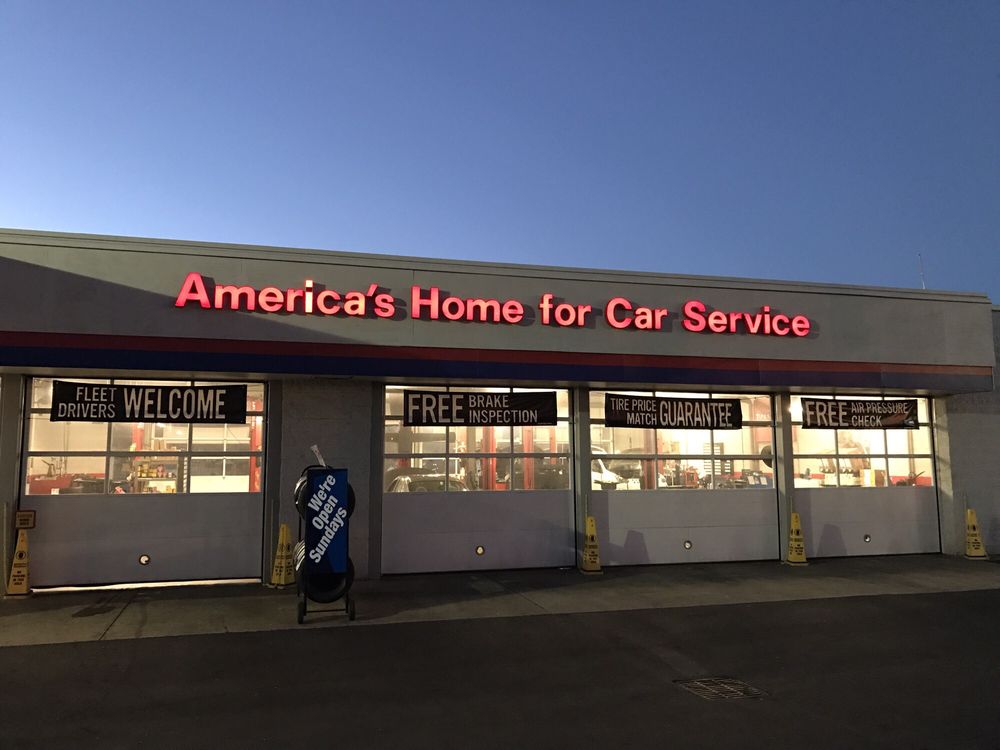 America's Home for Car Service
FLEET
DRIVERS WELCOME
FREE BRAKE
INSPECTION
TIRE PRICE
MATCH GUARANTEE
FREE AIR PRESSURE
CHECK
We're
Open
Sundays